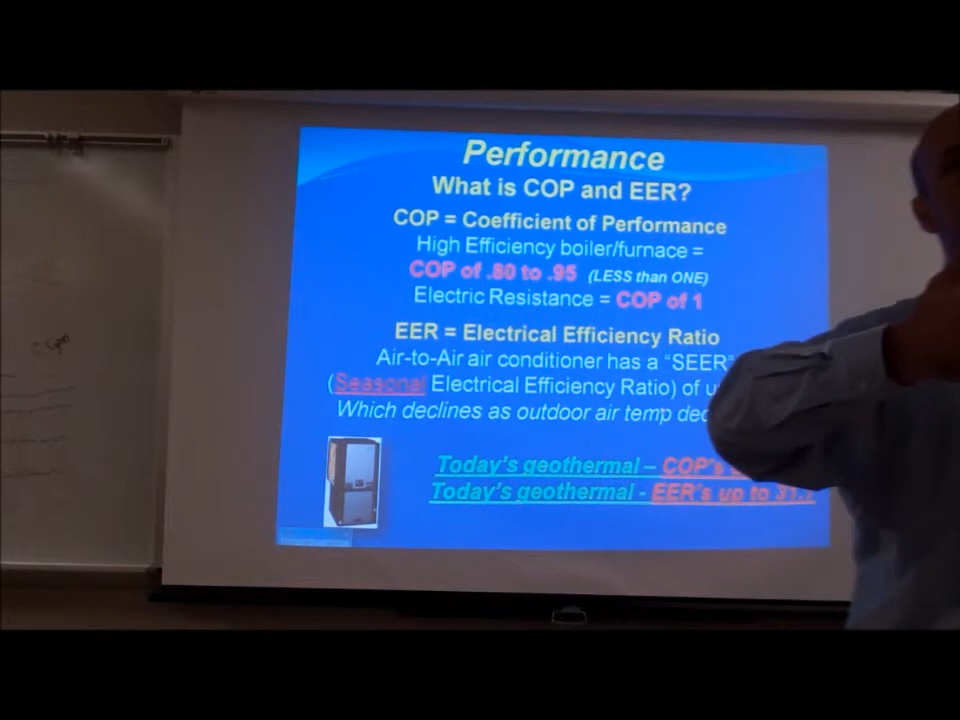 Performance
What is COP and EER?
COP = Coefficient of Performance
High Efficiency boiler/furnace =
COP of .80 to .95 (LESS than ONE)
Electric Resistance = COP of 1
EER = Electrical Efficiency Ratio
Air-to-Air air conditioner has a “SEER”
(Seasonal Electrical Efficiency Ratio) of
Which declines as outdoor air temp
Today's geothermal – COP's
Today's geothermal - EER's up to